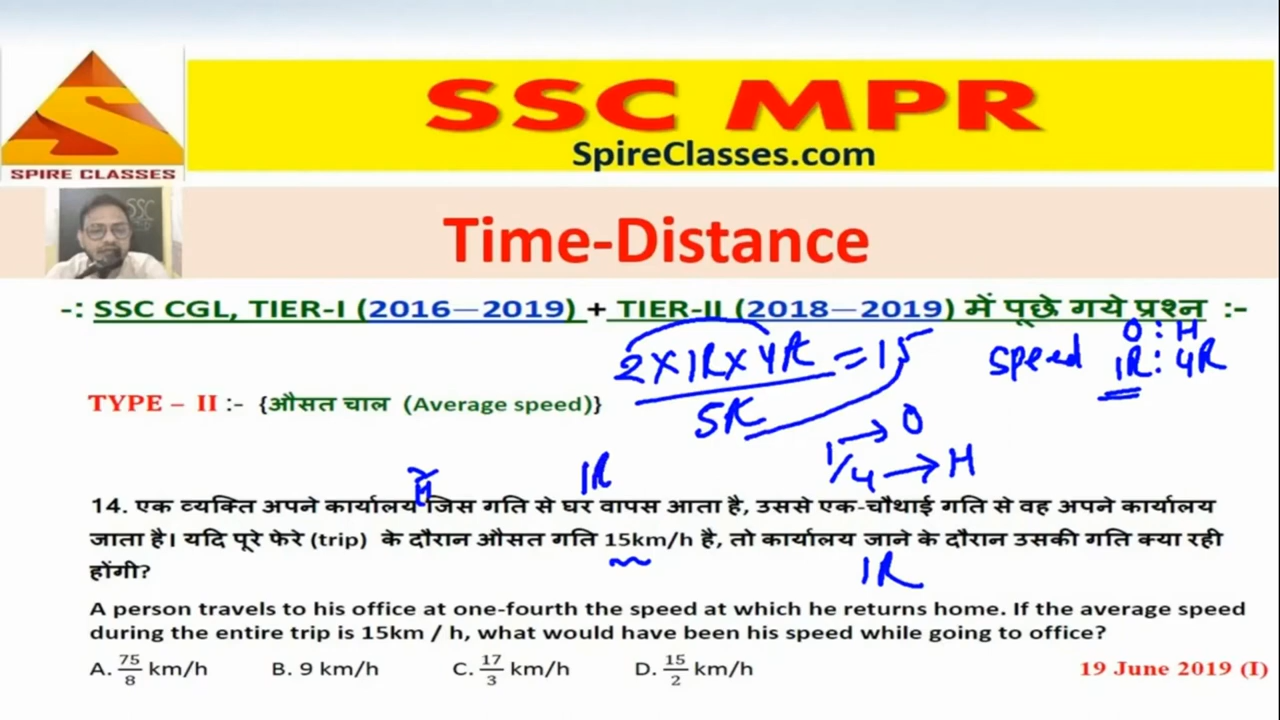 SSC MPR
SpireClasses.com
SPIRE CLASSES
SSC
Time-Distance
-: SSC CGL, TIER-I (2016—2019) + TIER-II (2018—2019) में पूछे गये प्रश्न :-
O : H
speed 1R : 4R
2×1R×4R = 15
5R
TYPE – II :- {औसत चाल (Average speed)}
1 → O
/4 → H
H
1R
14. एक व्यक्ति अपने कार्यालय जिस गति से घर वापस आता है, उससे एक-चौथाई गति से वह अपने कार्यालय
जाता है। यदि पूरे फेरे (trip) के दौरान औसत गति 15km/h है, तो कार्यालय जाने के दौरान उसकी गति क्या रही
होंगी?
1R
A person travels to his office at one-fourth the speed at which he returns home. If the average speed
during the entire trip is 15km / h, what would have been his speed while going to office?
A. 75/8 km/h B. 9 km/h C. 17/3 km/h D. 15/2 km/h 19 June 2019 (I)